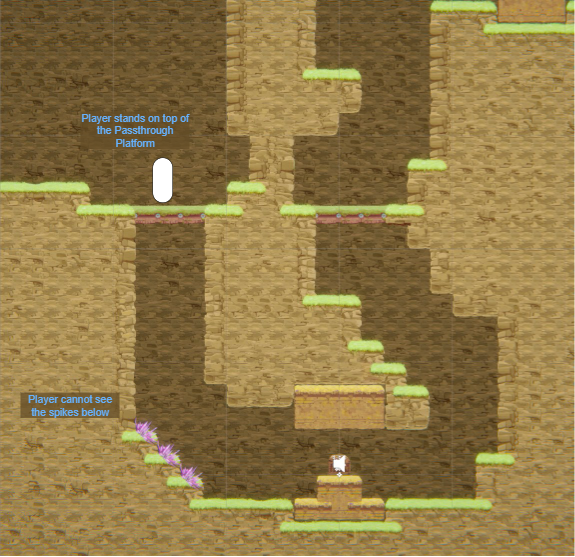 Player stands on top of
the Passthrough
Platform
Player cannot see
the spikes below